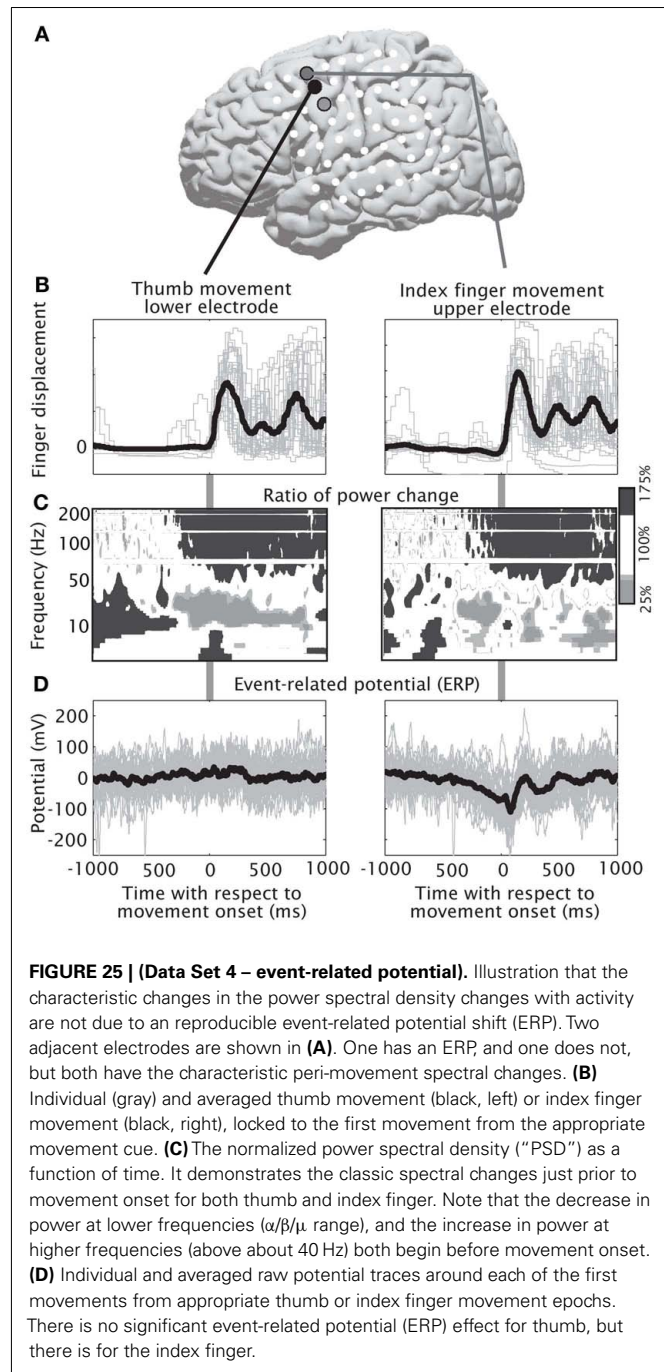 A
B
Thumb movement
lower electrode
Index finger movement
upper electrode
Finger displacement
0
C
Ratio of power change
175%
100%
25%
Frequency (Hz)
200
100
50
10
D
Event-related potential (ERP)
Potential (mV)
200
100
0
-100
-200
-1000 -500 0 500 1000
-1000 -500 0 500 1000
Time with respect to
movement onset (ms)
Time with respect to
movement onset (ms)
FIGURE 25 | (Data Set 4 – event-related potential). Illustration that the
characteristic changes in the power spectral density changes with activity
are not due to an reproducible event-related potential shift (ERP). Two
adjacent electrodes are shown in (A). One has an ERP, and one does not,
but both have the characteristic peri-movement spectral changes. (B)
Individual (gray) and averaged thumb movement (black, left) or index finger
movement (black, right), locked to the first movement from the appropriate
movement cue. (C) The normalized power spectral density (“PSD”) as a
function of time. It demonstrates the classic spectral changes just prior to
movement onset for both thumb and index finger. Note that the decrease in
power at lower frequencies (α/β/μ range), and the increase in power at
higher frequencies (above about 40 Hz) both begin before movement onset.
(D) Individual and averaged raw potential traces around each of the first
movements from appropriate thumb or index finger movement epochs.
There is no significant event-related potential (ERP) effect for thumb, but
there is for the index finger.